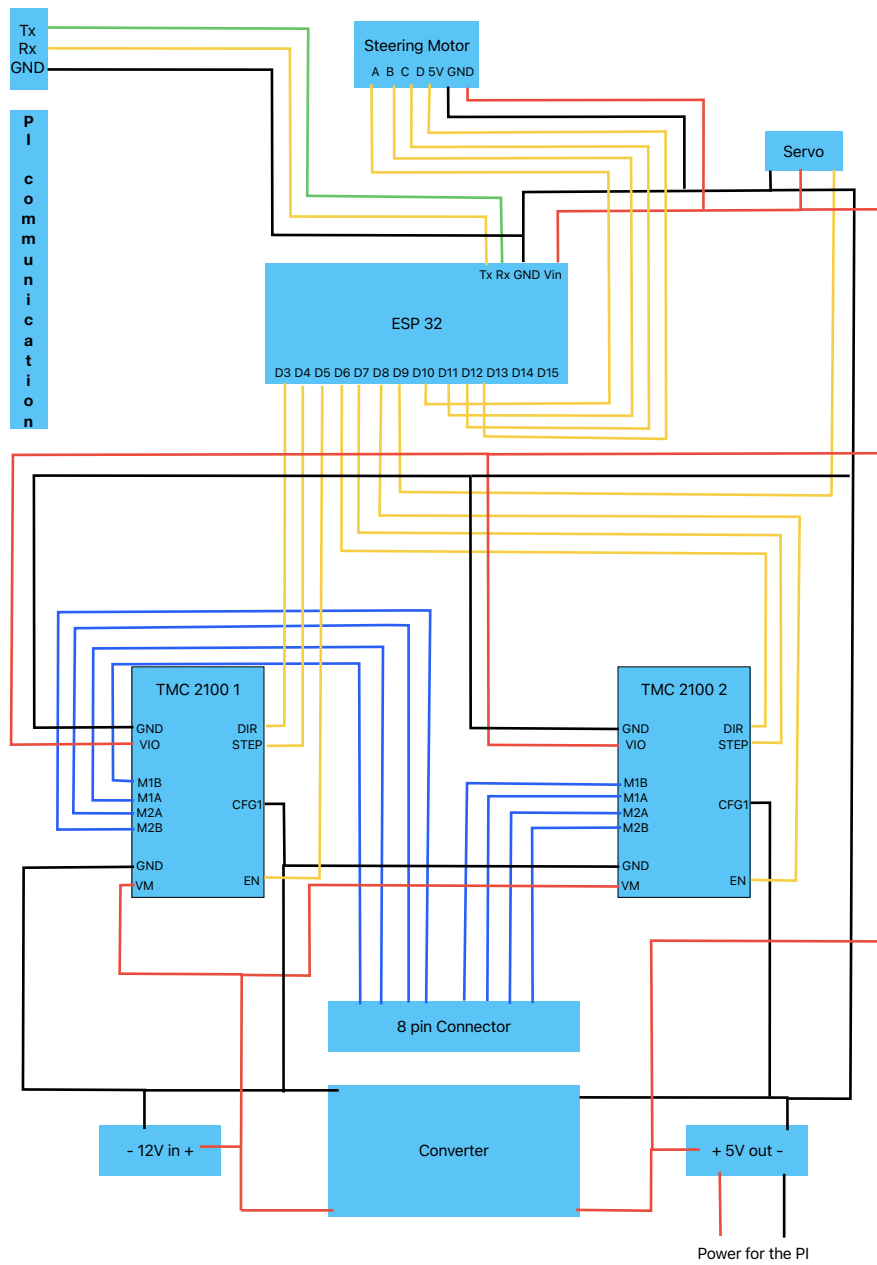 Tx
Rx
GND
PI communication
Steering Motor
A B C D 5V GND
Servo
Tx Rx GND Vin
ESP 32
D3 D4 D5 D6 D7 D8 D9 D10 D11 D12 D13 D14 D15
TMC 2100 1
GND DIR
VIO STEP
M1B
M1A CFG1
M2A
M2B
GND
VM EN
TMC 2100 2
GND DIR
VIO STEP
M1B
M1A CFG1
M2A
M2B
GND
VM EN
8 pin Connector
Converter
- 12V in +
+ 5V out -
Power for the PI